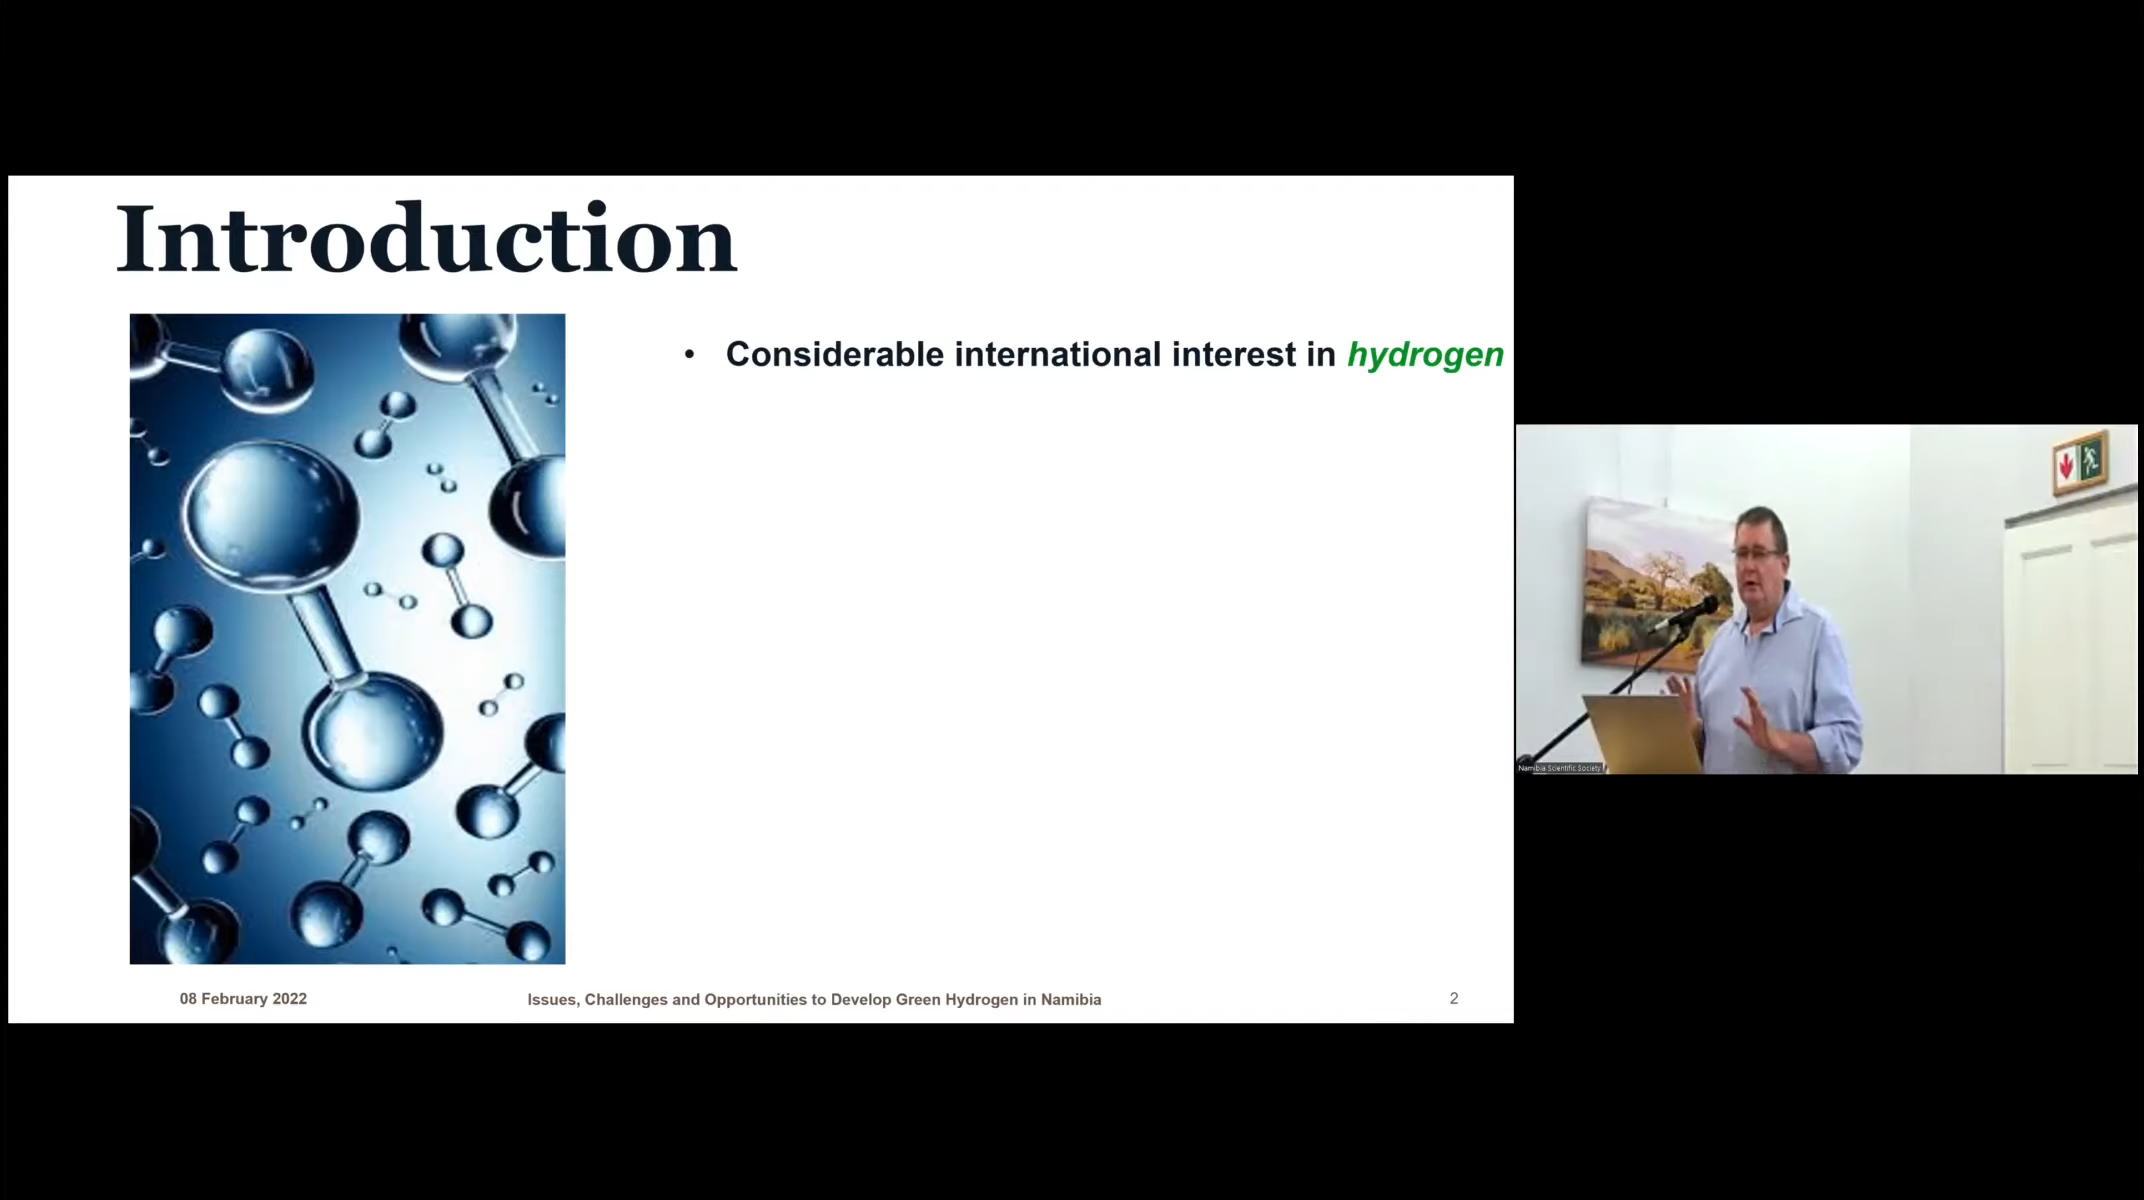 Introduction
• Considerable international interest in hydrogen
Namibia Scientific Society
08 February 2022
Issues, Challenges and Opportunities to Develop Green Hydrogen in Namibia
2